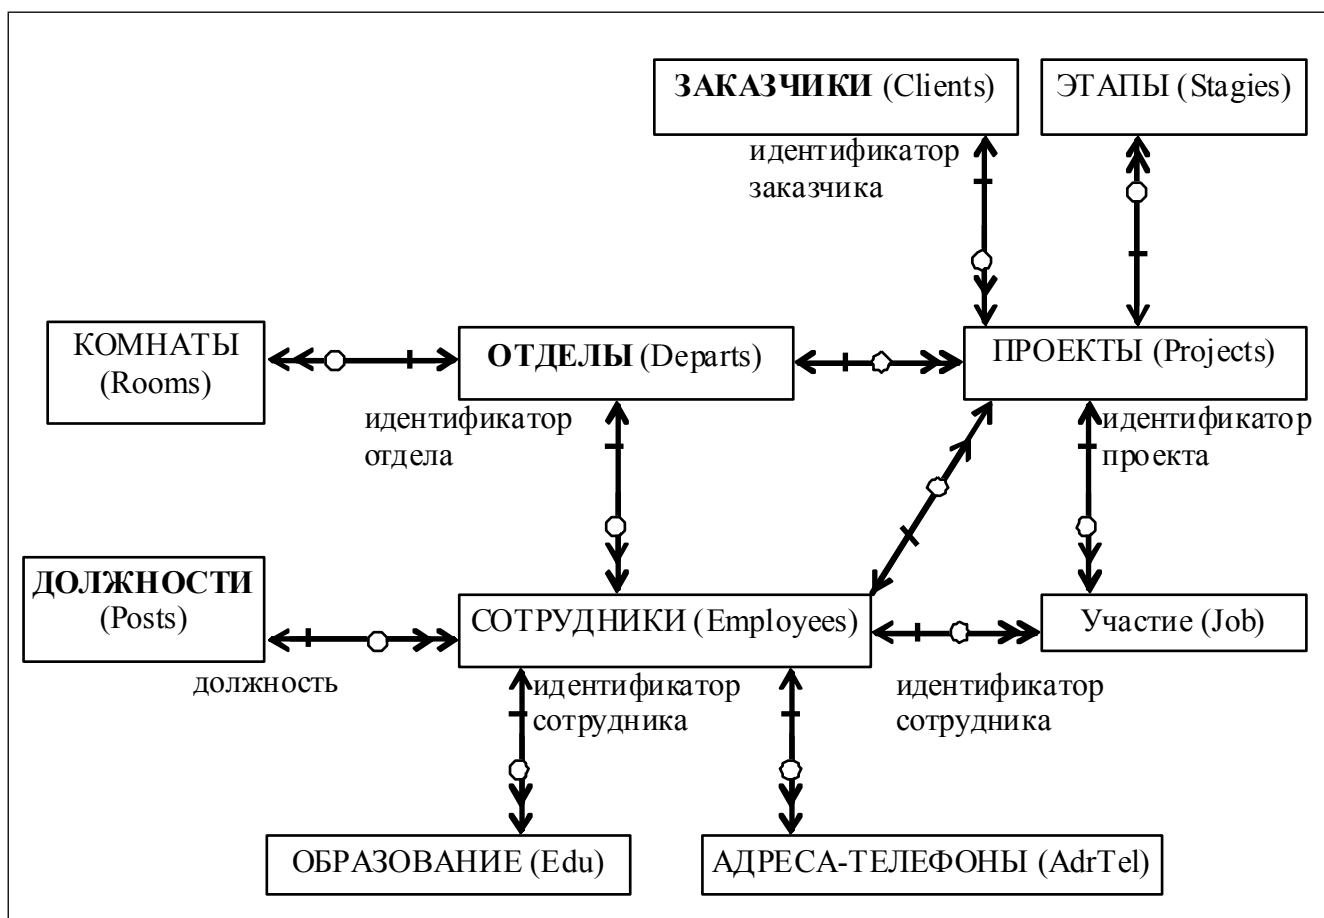 ЗАКАЗЧИКИ (Clients)
ЭТАПЫ (Stagies)
идентификатор
заказчика
КОМНАТЫ
(Rooms)
ОТДЕЛЫ (Departs)
ПРОЕКТЫ (Projects)
идентификатор
отдела
идентификатор
проекта
ДОЛЖНОСТИ
(Posts)
СОТРУДНИКИ (Employees)
Участие (Job)
должность
идентификатор
сотрудника
идентификатор
сотрудника
ОБРАЗОВАНИЕ (Edu)
АДРЕСА-ТЕЛЕФОНЫ (AdrTel)